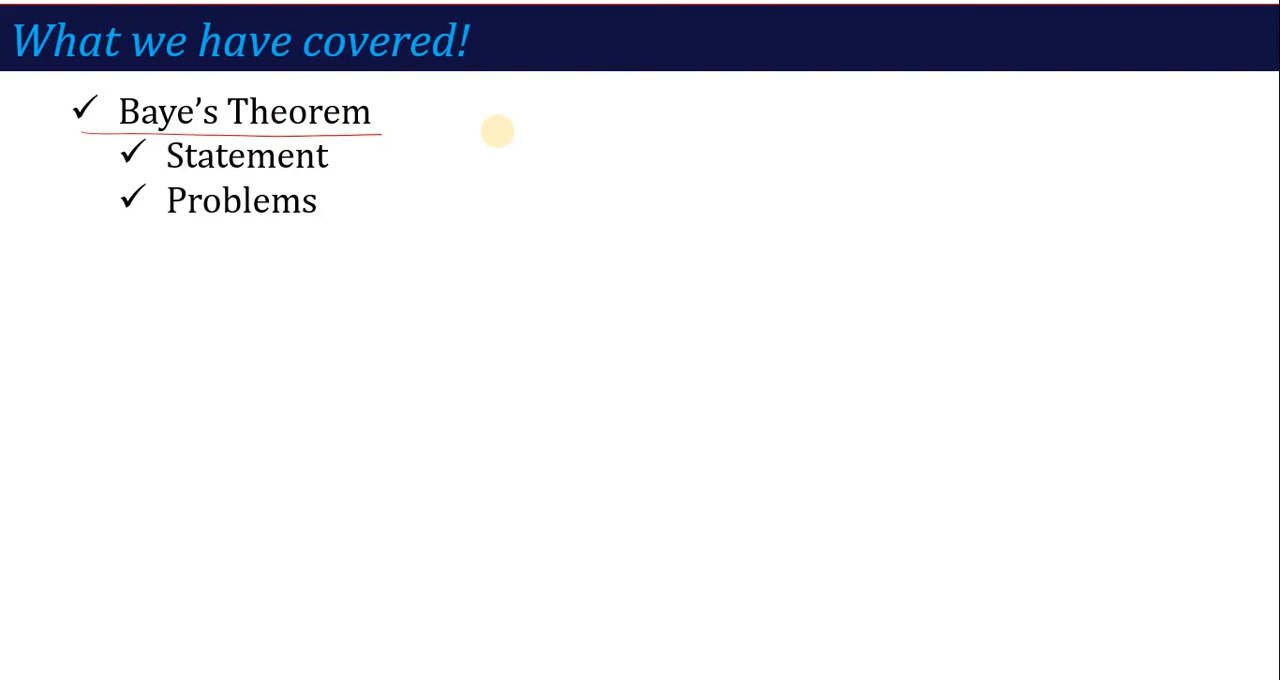 What we have covered!
✓ Baye’s Theorem
✓ Statement
✓ Problems